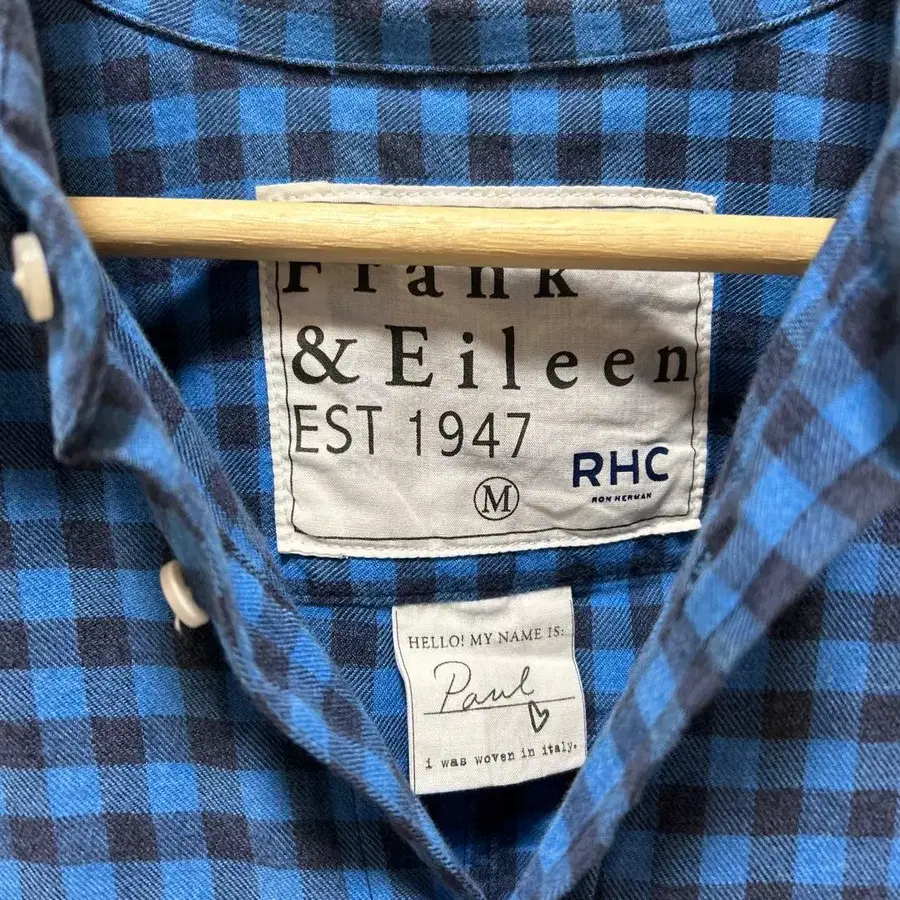 Frank
& Eileen
EST 1947
RHC
RON HERMAN
M
HELLO! MY NAME IS:
Paul
i was woven in italy.